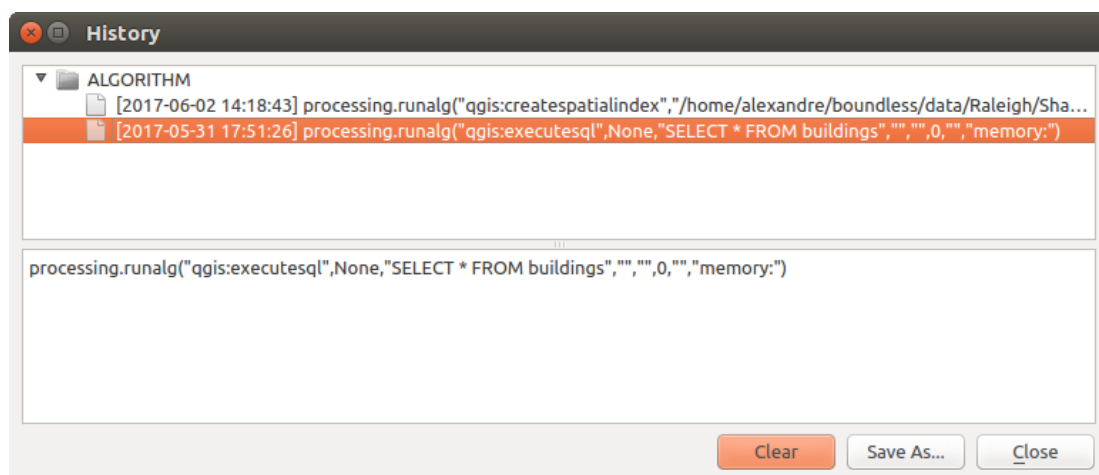 History
ALGORITHM
[2017-06-02 14:18:43] processing.runalg("qgis:createspatialindex","/home/alexandre/boundless/data/Raleigh/Sha...
[2017-05-31 17:51:26] processing.runalg("qgis:executesql",None,"SELECT * FROM buildings","","",0,"","memory:")
processing.runalg("qgis:executesql",None,"SELECT * FROM buildings","","",0,"","memory:")
Clear Save As... Close